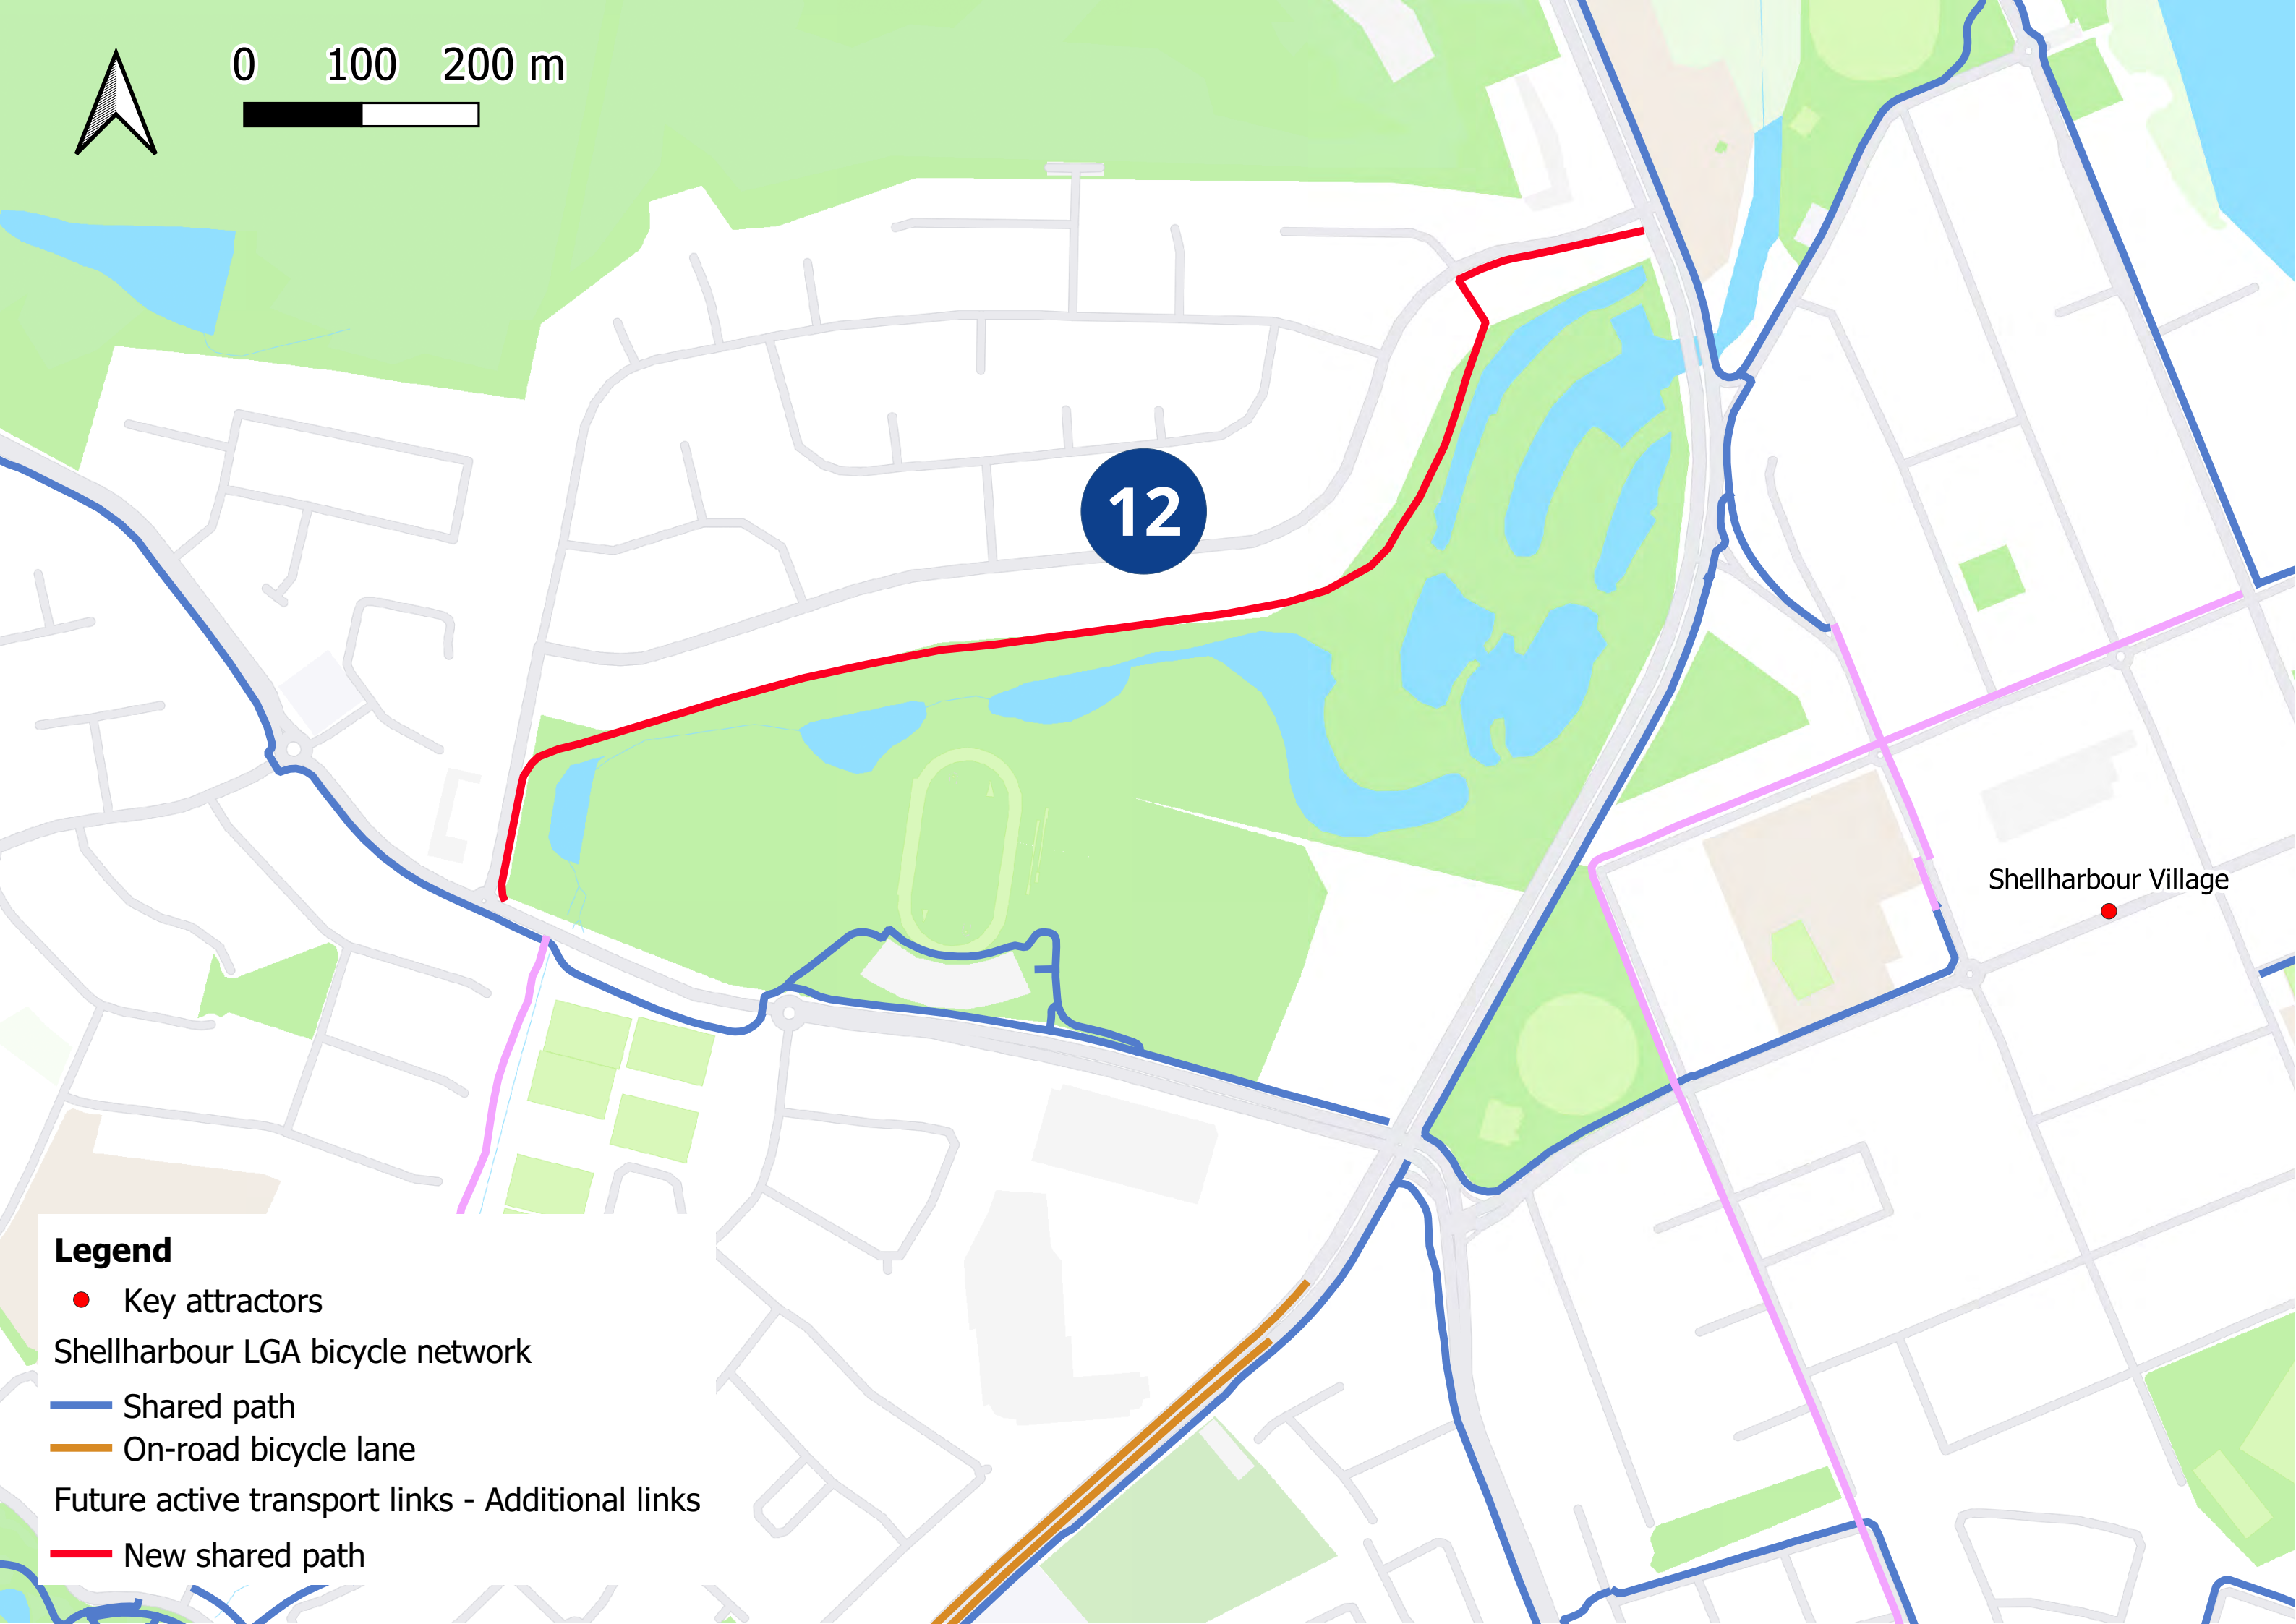 0 100 200 m
12
Shellharbour Village
Legend
Key attractors
Shellharbour LGA bicycle network
Shared path
On-road bicycle lane
Future active transport links - Additional links
New shared path